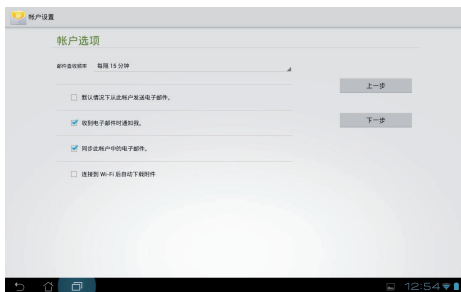 帐户设置
帐户选项
邮件查收频率 每隔 15 分钟
上一步
默认情况下从此帐户发送电子邮件。
收到电子邮件时通知我。
下一步
同步此帐户中的电子邮件。
连接到 Wi-Fi 后自动下载附件
12:54